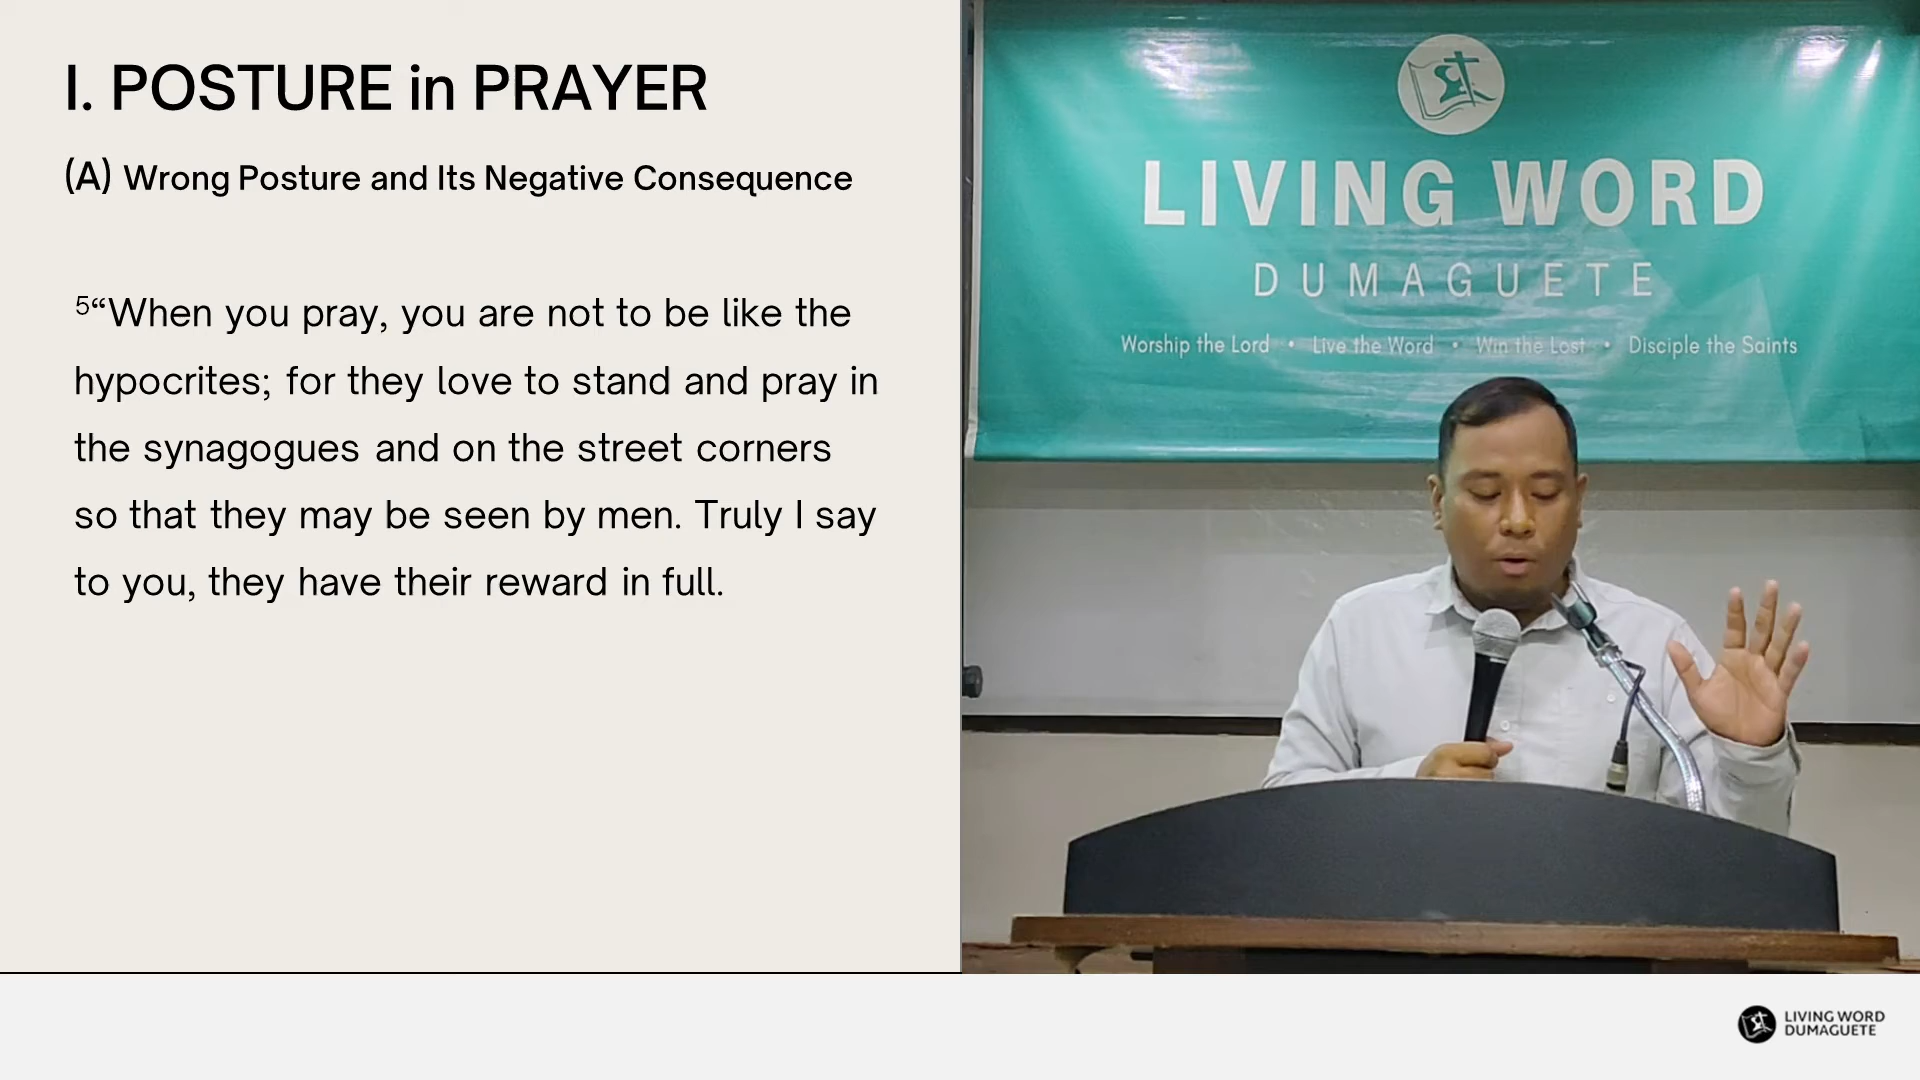 I. POSTURE in PRAYER
(A) Wrong Posture and Its Negative Consequence
⁵“When you pray, you are not to be like the
hypocrites; for they love to stand and pray in
the synagogues and on the street corners
so that they may be seen by men. Truly I say
to you, they have their reward in full.
LIVING WORD
DUMAGUETE
Worship the Lord • Live the Word • Win the Lost • Disciple the Saints
LIVING WORD
DUMAGUETE